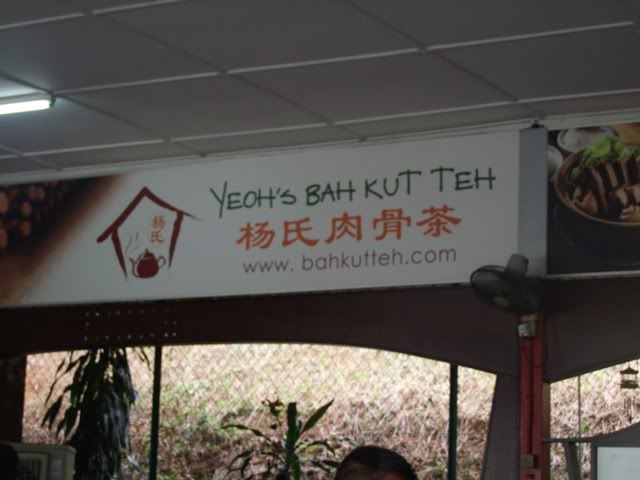 YEOH'S BAH KUT TEH
杨氏
杨氏肉骨茶
www. bahkutteh.com